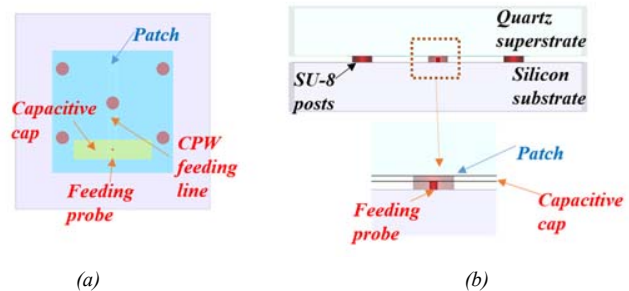 Patch
Capacitive
cap
CPW
feeding
line
Feeding
probe
(a)
Quartz
superstrate
SU-8
posts
Silicon
substrate
Patch
Feeding
probe
Capacitive
cap
(b)